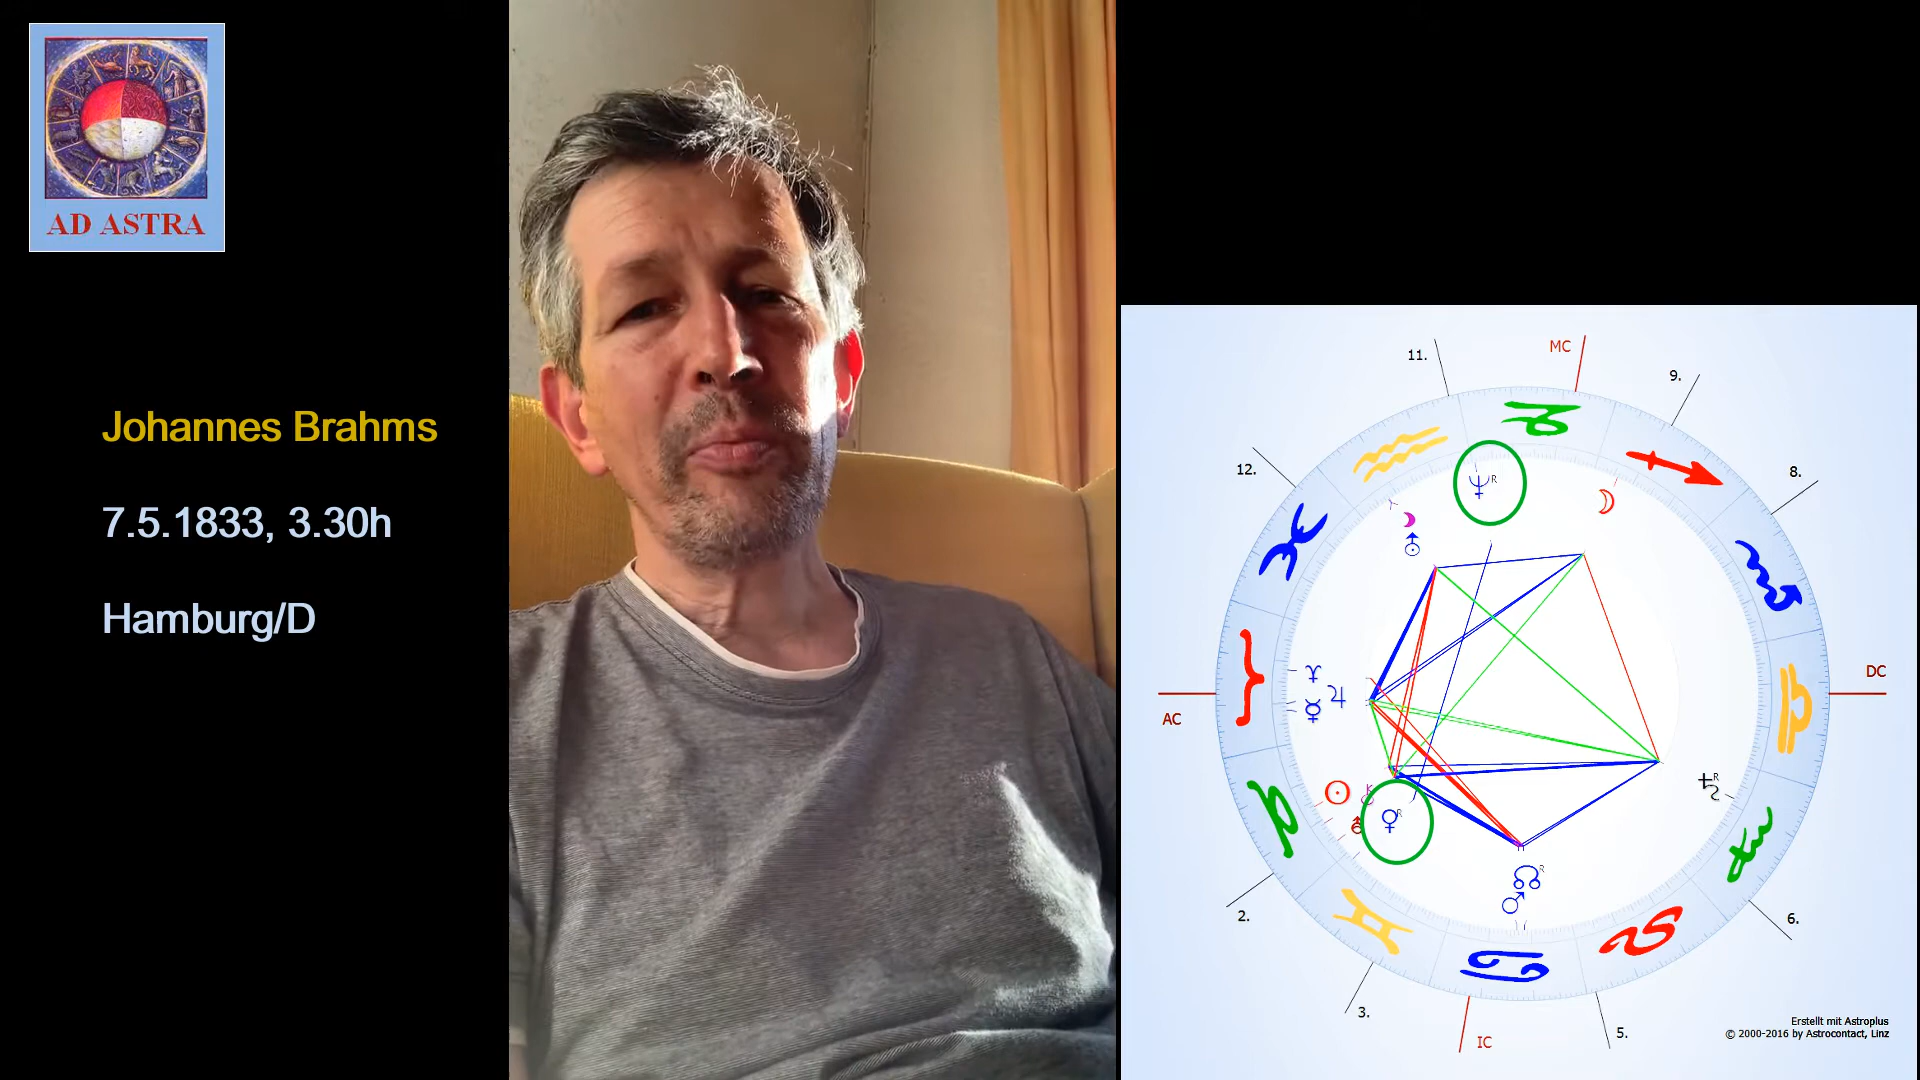 AD ASTRA
Johannes Brahms
7.5.1833, 3.30h
Hamburg/D
11.
MC
9.
12.
8.
DC
AC
2.
6.
3.
IC
5.
Erstellt mit Astroplus
© 2000-2016 by Astrocontact, Linz